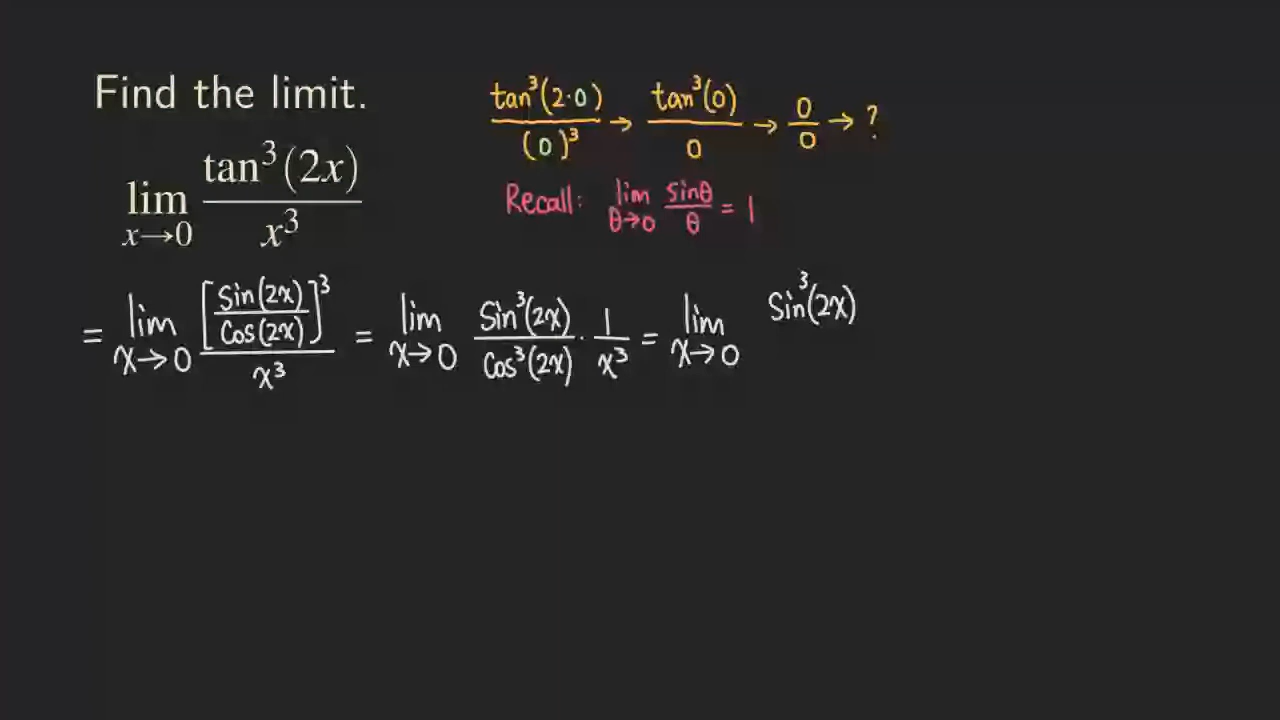 Find the limit.
lim x→0 tan³(2x) / x³
tan³(2·0) / (0)³ → tan³(0) / 0 → 0/0 → ?
Recall: lim θ→0 sinθ/θ = 1
= lim x→0 [Sin(2x)/Cos(2x)]³ / x³ = lim x→0 Sin³(2x)/Cos³(2x) · 1/x³ = lim x→0 Sin³(2x)